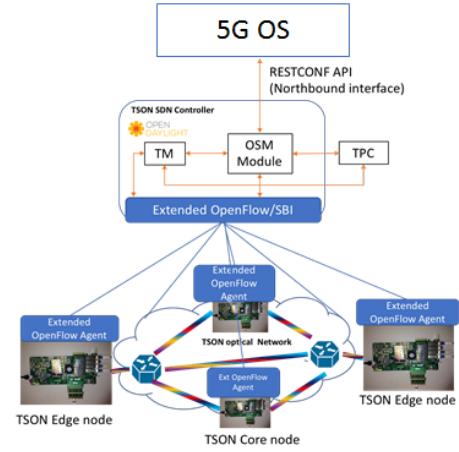 5G OS
RESTCONF API
(Northbound interface)
TSON SDN Controller
OPEN
DAYLIGHT
TM
OSM
Module
TPC
Extended OpenFlow/SBI
Extended
OpenFlow
Agent
Extended
OpenFlow Agent
Extended
OpenFlow Agent
TSON optical Network
Ext OpenFlow
Agent
TSON Edge node
TSON Edge node
TSON Core node